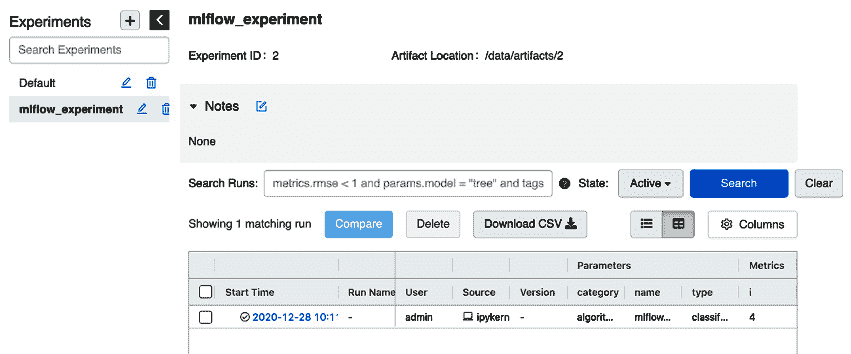 Experiments + <
Search Experiments
Default
mlflow_experiment
mlflow_experiment
Experiment ID: 2 Artifact Location: /data/artifacts/2
Notes
None
Search Runs: metrics.rmse < 1 and params.model = "tree" and tags ? State: Active Search Clear
Showing 1 matching run Compare Delete Download CSV Columns
Parameters Metrics
Start Time Run Name User Source Version category name type i
2020-12-28 10:1 - admin ipykern - algorit... mlflow... classif... 4